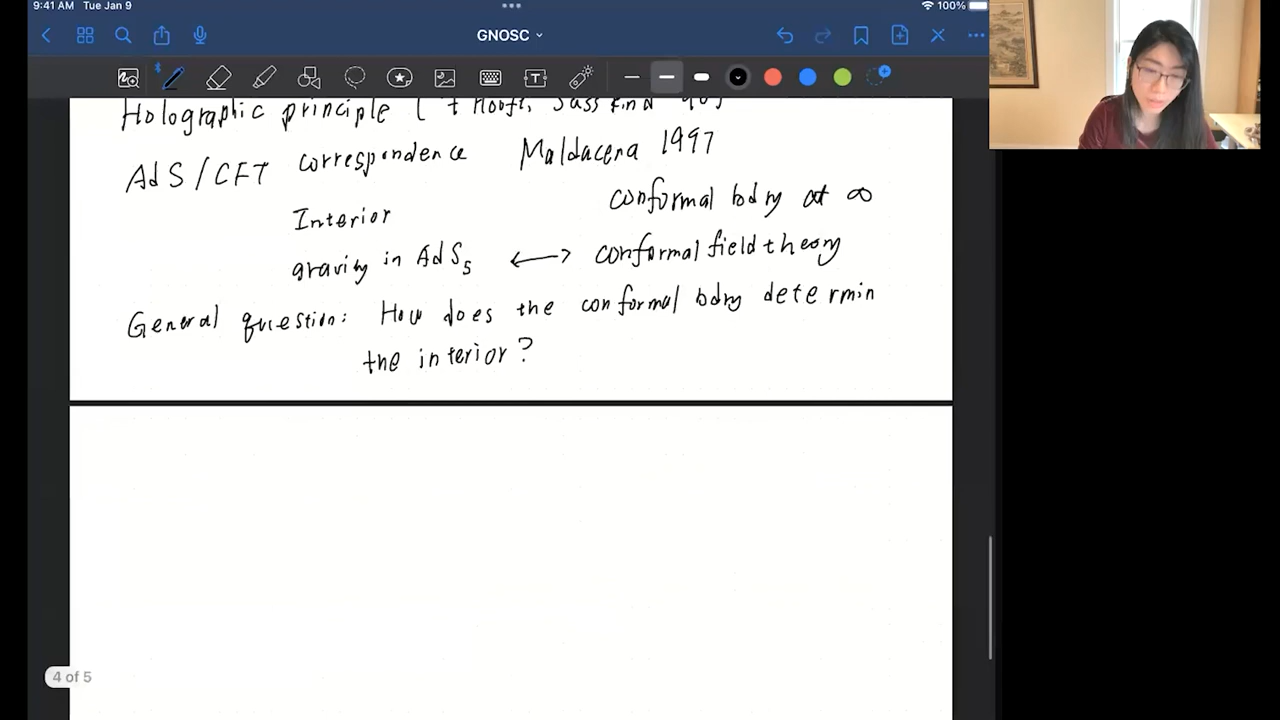 9:41 AM Tue Jan 9
100%
GNOSC
Holographic principle ('t Hooft, Susskind 90s
AdS/CFT correspondence Maldacena 1997
conformal bdry at ∞
Interior
gravity in AdS5 ⟷ conformal field theory
General question: How does the conformal bdry determin
the interior?
4 of 5